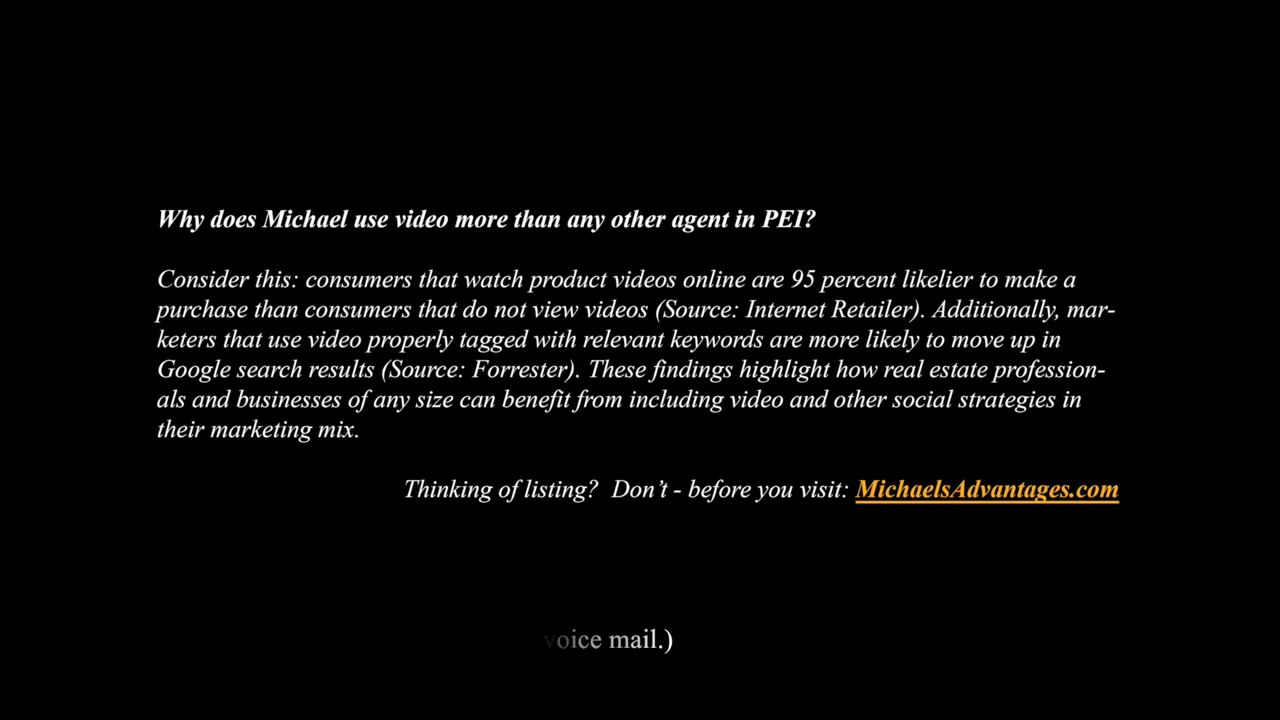 Why does Michael use video more than any other agent in PEI?
Consider this: consumers that watch product videos online are 95 percent likelier to make a
purchase than consumers that do not view videos (Source: Internet Retailer). Additionally, mar-
keters that use video properly tagged with relevant keywords are more likely to move up in
Google search results (Source: Forrester). These findings highlight how real estate profession-
als and businesses of any size can benefit from including video and other social strategies in
their marketing mix.
Thinking of listing?  Don’t - before you visit: MichaelsAdvantages.com
voice mail.)